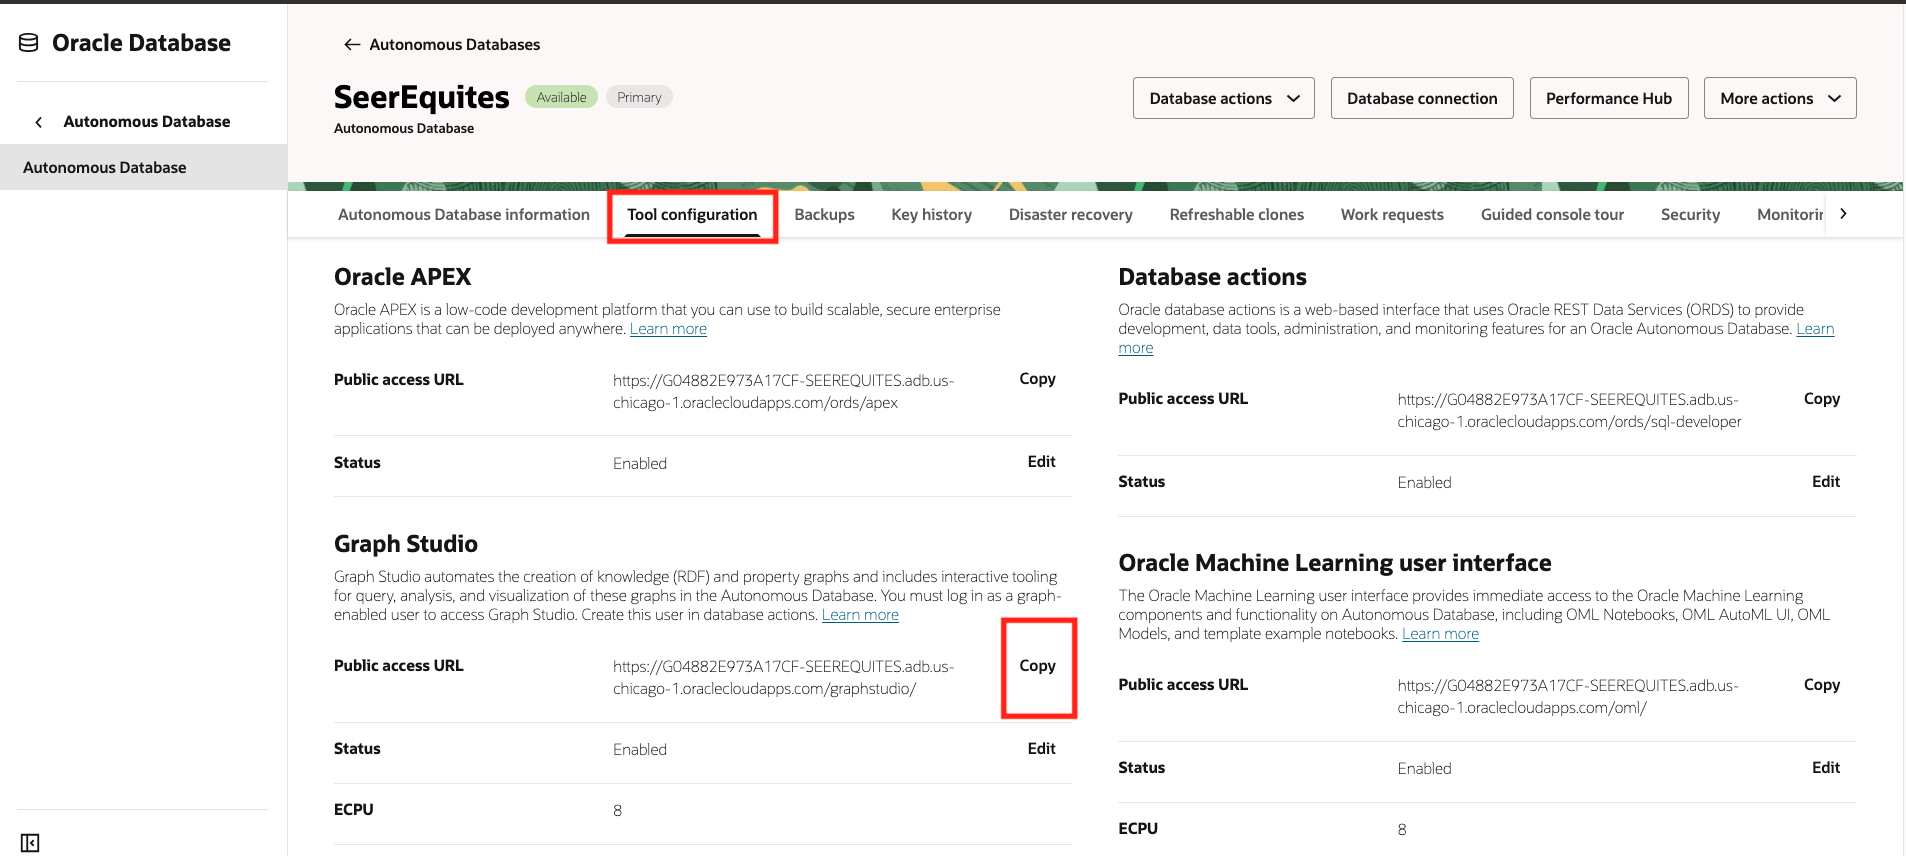 Oracle Database
Autonomous Database
Autonomous Database
Autonomous Databases
SeerEquites
Available
Primary
Autonomous Database
Database actions
Database connection
Performance Hub
More actions
Autonomous Database information
Tool configuration
Backups
Key history
Disaster recovery
Refreshable clones
Work requests
Guided console tour
Security
Monitorin
Oracle APEX
Oracle APEX is a low-code development platform that you can use to build scalable, secure enterprise
applications that can be deployed anywhere. Learn more
Public access URL
https://G04882E973A17CF-SEEREQUITES.adb.us-
chicago-1.oraclecloudapps.com/ords/apex
Copy
Status
Enabled
Edit
Graph Studio
Graph Studio automates the creation of knowledge (RDF) and property graphs and includes interactive tooling
for query, analysis, and visualization of these graphs in the Autonomous Database. You must log in as a graph-
enabled user to access Graph Studio. Create this user in database actions. Learn more
Public access URL
https://G04882E973A17CF-SEEREQUITES.adb.us-
chicago-1.oraclecloudapps.com/graphstudio/
Copy
Status
Enabled
Edit
ECPU
8
Database actions
Oracle database actions is a web-based interface that uses Oracle REST Data Services (ORDS) to provide
development, data tools, administration, and monitoring features for an Oracle Autonomous Database. Learn
more
Public access URL
https://G04882E973A17CF-SEEREQUITES.adb.us-
chicago-1.oraclecloudapps.com/ords/sql-developer
Copy
Status
Enabled
Edit
Oracle Machine Learning user interface
The Oracle Machine Learning user interface provides immediate access to the Oracle Machine Learning
components and functionality on Autonomous Database, including OML Notebooks, OML AutoML UI, OML
Models, and template example notebooks. Learn more
Public access URL
https://G04882E973A17CF-SEEREQUITES.adb.us-
chicago-1.oraclecloudapps.com/oml/
Copy
Status
Enabled
Edit
ECPU
8